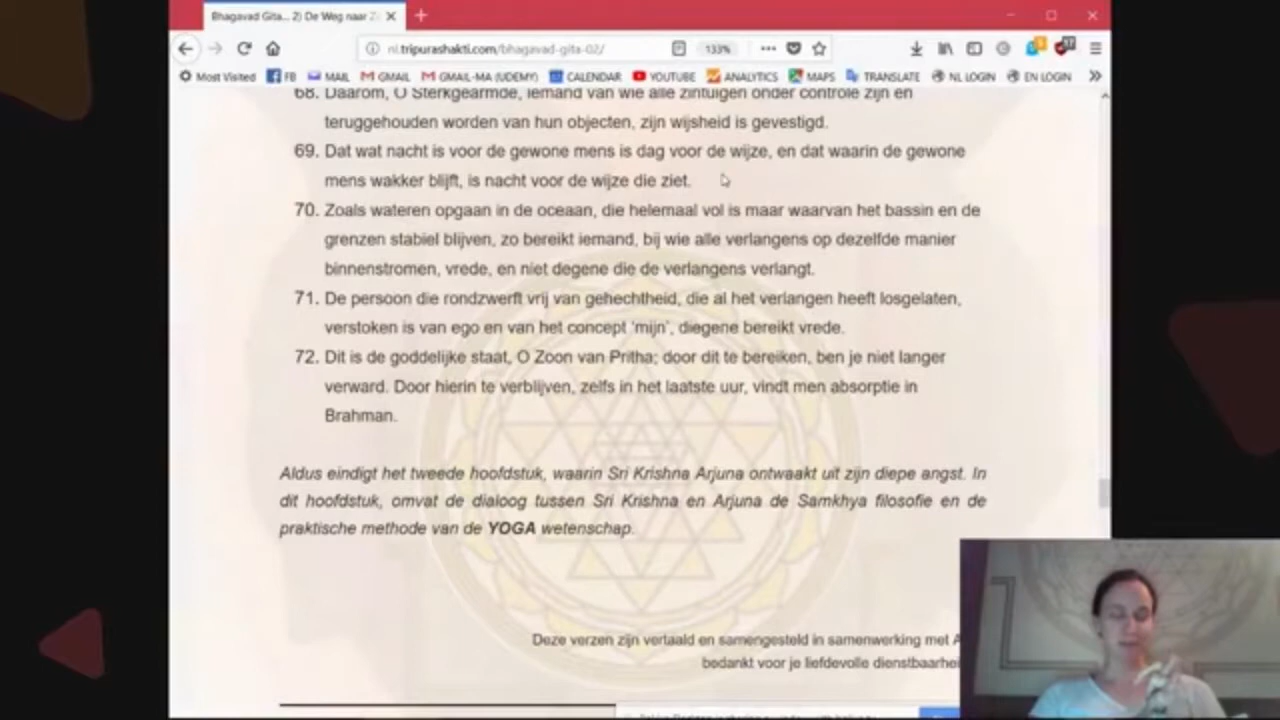 Bhagavad Gita... 2) De Weg naar Z
nl.tripurashakti.com/bhagavad-gita-02/
133%
Most Visited FB MAIL GMAIL GMAIL-MA (UDEMY) CALENDAR YOUTUBE ANALYTICS MAPS TRANSLATE NL LOGIN EN LOGIN
68. Daarom, O Sterkgearmde, iemand van wie alle zintuigen onder controle zijn en
teruggehouden worden van hun objecten, zijn wijsheid is gevestigd.
69. Dat wat nacht is voor de gewone mens is dag voor de wijze, en dat waarin de gewone
mens wakker blijft, is nacht voor de wijze die ziet.
70. Zoals wateren opgaan in de oceaan, die helemaal vol is maar waarvan het bassin en de
grenzen stabiel blijven, zo bereikt iemand, bij wie alle verlangens op dezelfde manier
binnenstromen, vrede, en niet degene die de verlangens verlangt.
71. De persoon die rondzwerft vrij van gehechtheid, die al het verlangen heeft losgelaten,
verstoken is van ego en van het concept 'mijn', diegene bereikt vrede.
72. Dit is de goddelijke staat, O Zoon van Pritha; door dit te bereiken, ben je niet langer
verward. Door hierin te verblijven, zelfs in het laatste uur, vindt men absorptie in
Brahman.
Aldus eindigt het tweede hoofdstuk, waarin Sri Krishna Arjuna ontwaakt uit zijn diepe angst. In
dit hoofdstuk, omvat de dialoog tussen Sri Krishna en Arjuna de Samkhya filosofie en de
praktische methode van de YOGA wetenschap.
Deze verzen zijn vertaald en samengesteld in samenwerking met A
bedankt voor je liefdevolle dienstbaarhei